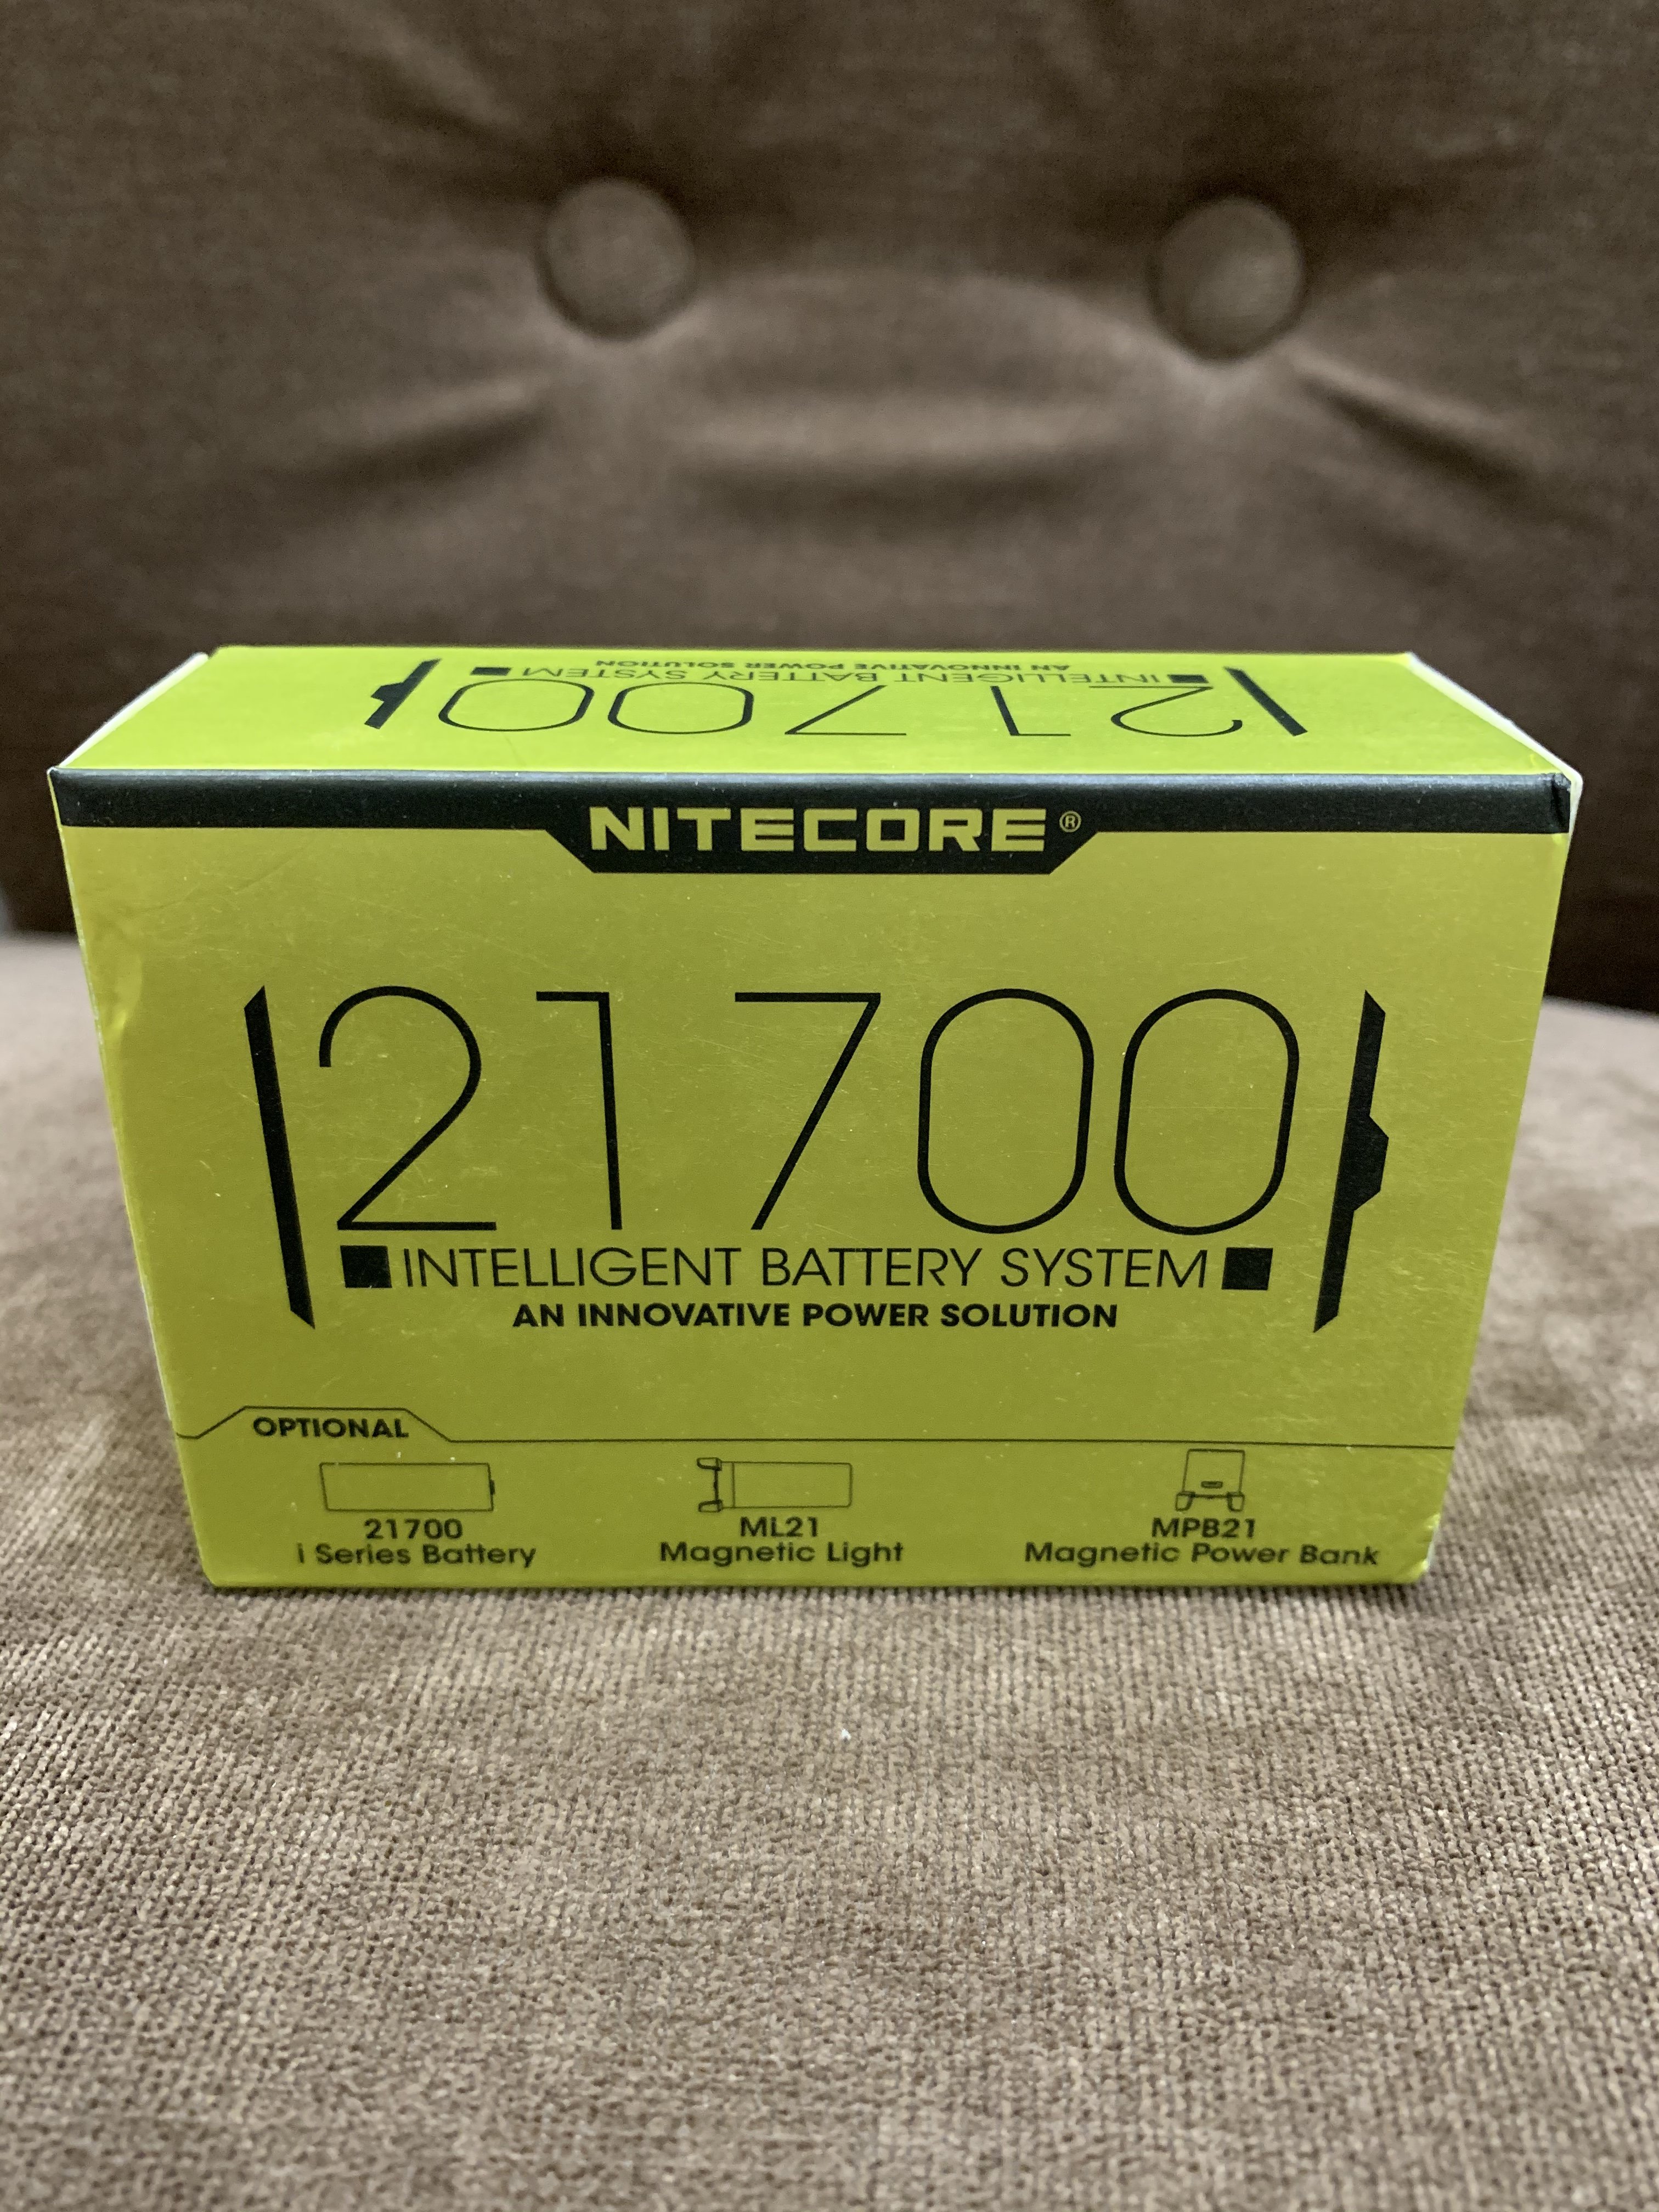 21700
INTELLIGENT BATTERY SYSTEM
AN INNOVATIVE POWER SOLUTION
NITECORE®
21700
INTELLIGENT BATTERY SYSTEM
AN INNOVATIVE POWER SOLUTION
OPTIONAL
21700
i Series Battery
ML21
Magnetic Light
MPB21
Magnetic Power Bank